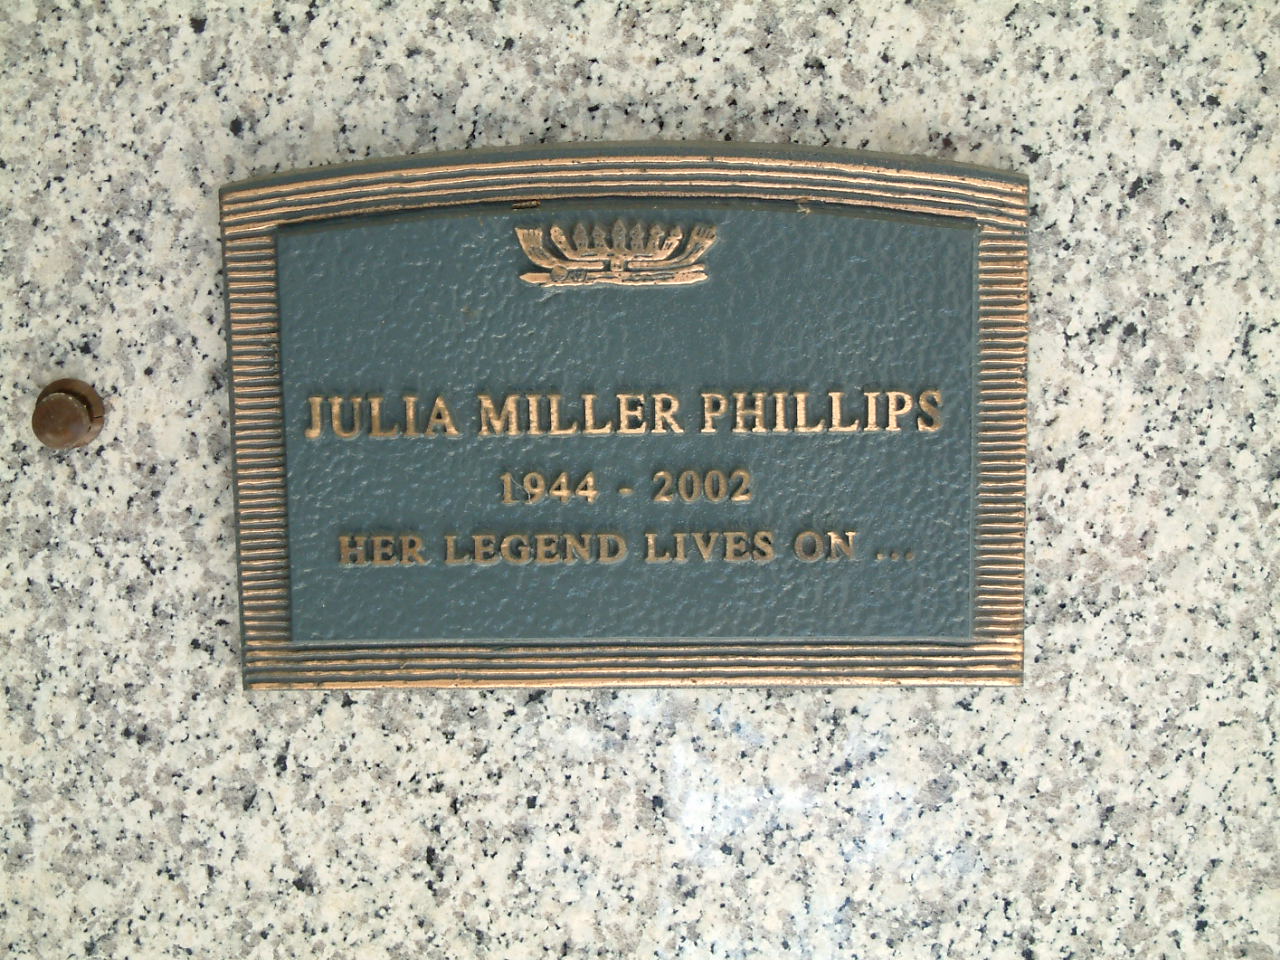 JULIA MILLER PHILLIPS
1944 - 2002
HER LEGEND LIVES ON ...